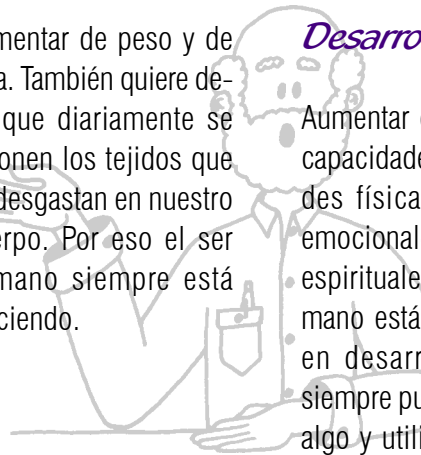 mentar de peso y de
a. También quiere de-
que diariamente se
onen los tejidos que
desgastan en nuestro
erpo. Por eso el ser
mano siempre está
ciendo.
Desarro
Aumentar
capacidade
des física
emocional
espirituale
mano está
en desarr
siempre pu
algo y utili